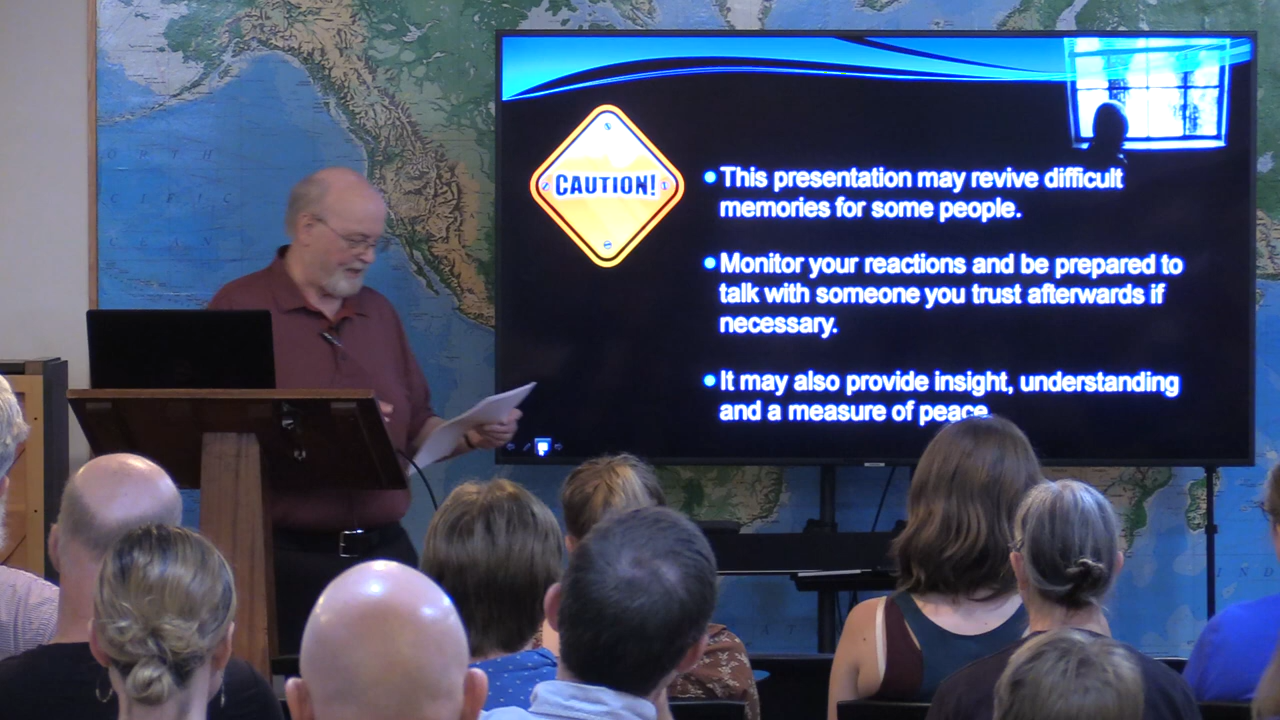 CAUTION!
• This presentation may revive difficult
memories for some people.
• Monitor your reactions and be prepared to
talk with someone you trust afterwards if
necessary.
• It may also provide insight, understanding
and a measure of peace.